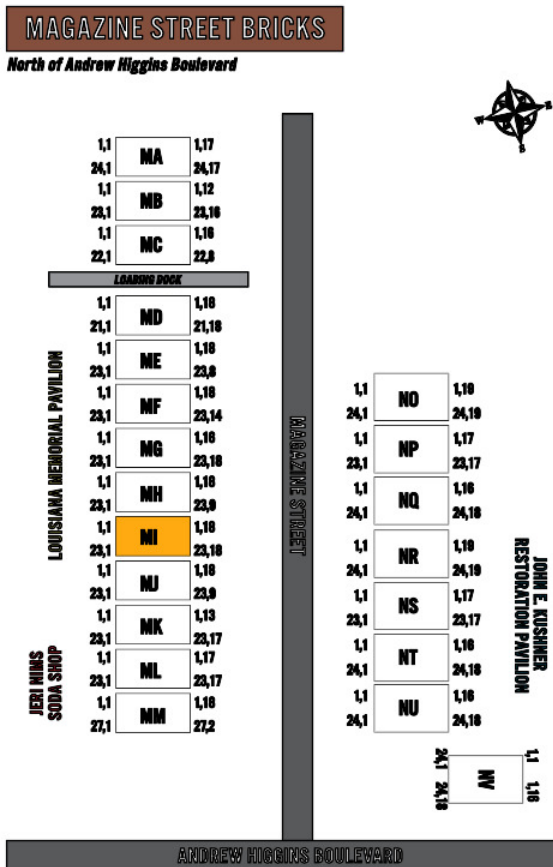 MAGAZINE STREET BRICKS
North of Andrew Higgins Boulevard
N
W E
S
1,1 MA 1,17
24,1 24,17
1,1 MB 1,12
23,1 23,16
1,1 MC 1,16
22,1 22,8
LOADING DOCK
1,1 MD 1,18
21,1 21,18
1,1 ME 1,18
23,1 23,8
1,1 MF 1,18
23,1 23,14
1,1 MG 1,16
23,1 23,18
1,1 MH 1,18
23,1 23,9
1,1 MI 1,18
23,1 23,18
1,1 MJ 1,18
23,1 23,9
1,1 MK 1,13
23,1 23,17
1,1 ML 1,17
23,1 23,17
1,1 MM 1,18
27,1 27,2
LOUISIANA MEMORIAL PAVILION
JERI NIMS
SODA SHOP
MAGAZINE STREET
1,1 NO 1,19
24,1 24,19
1,1 NP 1,17
23,1 23,17
1,1 NQ 1,16
24,1 24,18
1,1 NR 1,19
24,1 24,19
1,1 NS 1,17
23,1 23,17
1,1 NT 1,16
24,1 24,18
1,1 NU 1,16
24,1 24,18
JOHN E. KUSHNER
RESTORATION PAVILION
1,1 NV 1,16
24,1 24,18
ANDREW HIGGINS BOULEVARD